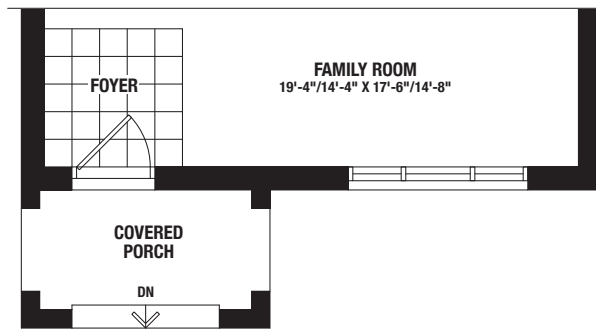 FOYER
FAMILY ROOM
19'-4"/14'-4" X 17'-6"/14'-8"
COVERED
PORCH
DN